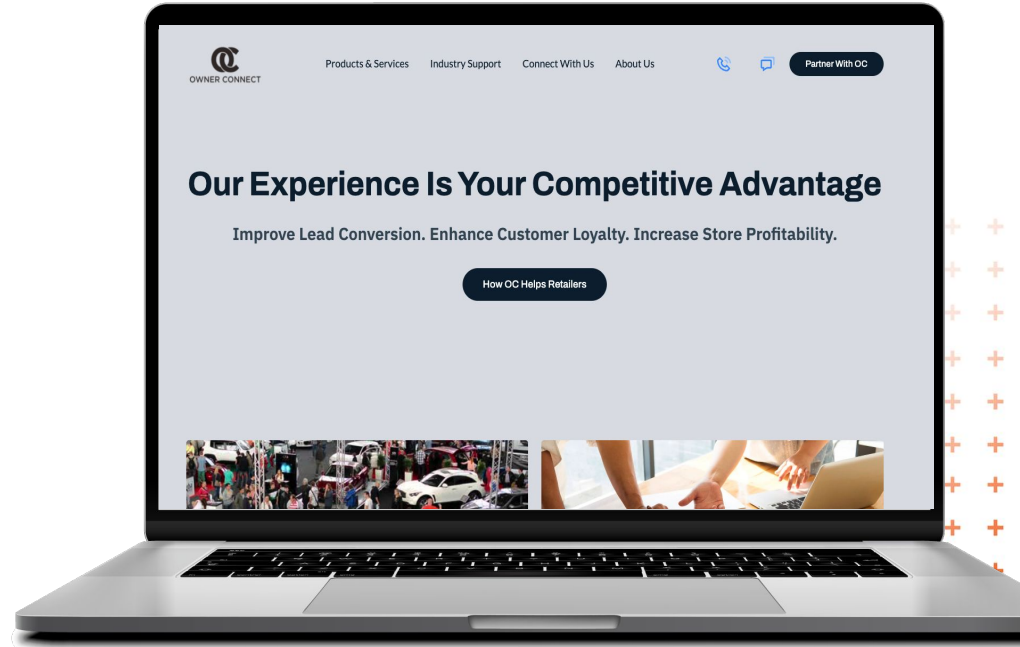 OC
OWNER CONNECT
Products & Services Industry Support Connect With Us About Us Partner With OC
Our Experience Is Your Competitive Advantage
Improve Lead Conversion. Enhance Customer Loyalty. Increase Store Profitability.
How OC Helps Retailers